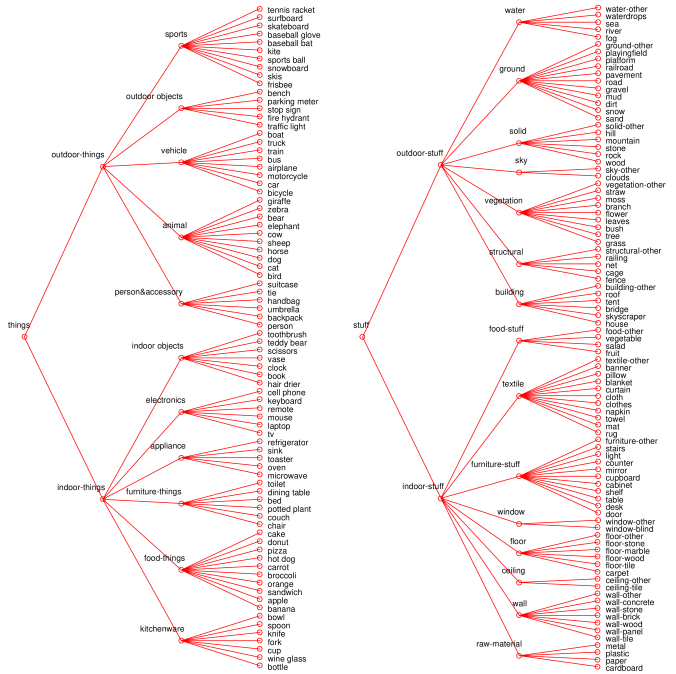 things
outdoor-things
sports
tennis racket
surfboard
skateboard
baseball glove
baseball bat
kite
sports ball
snowboard
skis
frisbee
outdoor objects
bench
parking meter
stop sign
fire hydrant
traffic light
vehicle
boat
truck
train
bus
airplane
motorcycle
car
bicycle
animal
giraffe
zebra
bear
elephant
cow
sheep
horse
dog
cat
bird
person&accessory
suitcase
tie
handbag
umbrella
backpack
person
indoor-things
indoor objects
toothbrush
teddy bear
scissors
vase
clock
book
hair drier
electronics
cell phone
keyboard
remote
mouse
laptop
tv
appliance
refrigerator
sink
toaster
oven
microwave
furniture-things
toilet
dining table
bed
potted plant
couch
chair
food-things
cake
donut
pizza
hot dog
carrot
broccoli
orange
sandwich
apple
banana
kitchenware
bowl
spoon
knife
fork
cup
wine glass
bottle
stuff
outdoor-stuff
water
water-other
waterdrops
sea
river
fog
ground
ground-other
playingfield
platform
railroad
pavement
road
gravel
mud
dirt
snow
sand
solid
solid-other
hill
mountain
stone
rock
wood
sky
sky-other
clouds
vegetation
vegetation-other
straw
moss
branch
flower
leaves
bush
tree
grass
structural
structural-other
railing
net
cage
fence
building
building-other
roof
tent
bridge
skyscraper
house
indoor-stuff
food-stuff
food-other
vegetable
salad
fruit
textile
textile-other
banner
pillow
blanket
curtain
cloth
clothes
napkin
towel
mat
rug
furniture-stuff
furniture-other
stairs
light
counter
mirror
cupboard
cabinet
shelf
table
desk
door
window
window-other
window-blind
floor
floor-other
floor-stone
floor-marble
floor-wood
floor-tile
carpet
ceiling
ceiling-other
ceiling-tile
wall
wall-other
wall-concrete
wall-stone
wall-brick
wall-wood
wall-panel
wall-tile
raw-material
metal
plastic
paper
cardboard